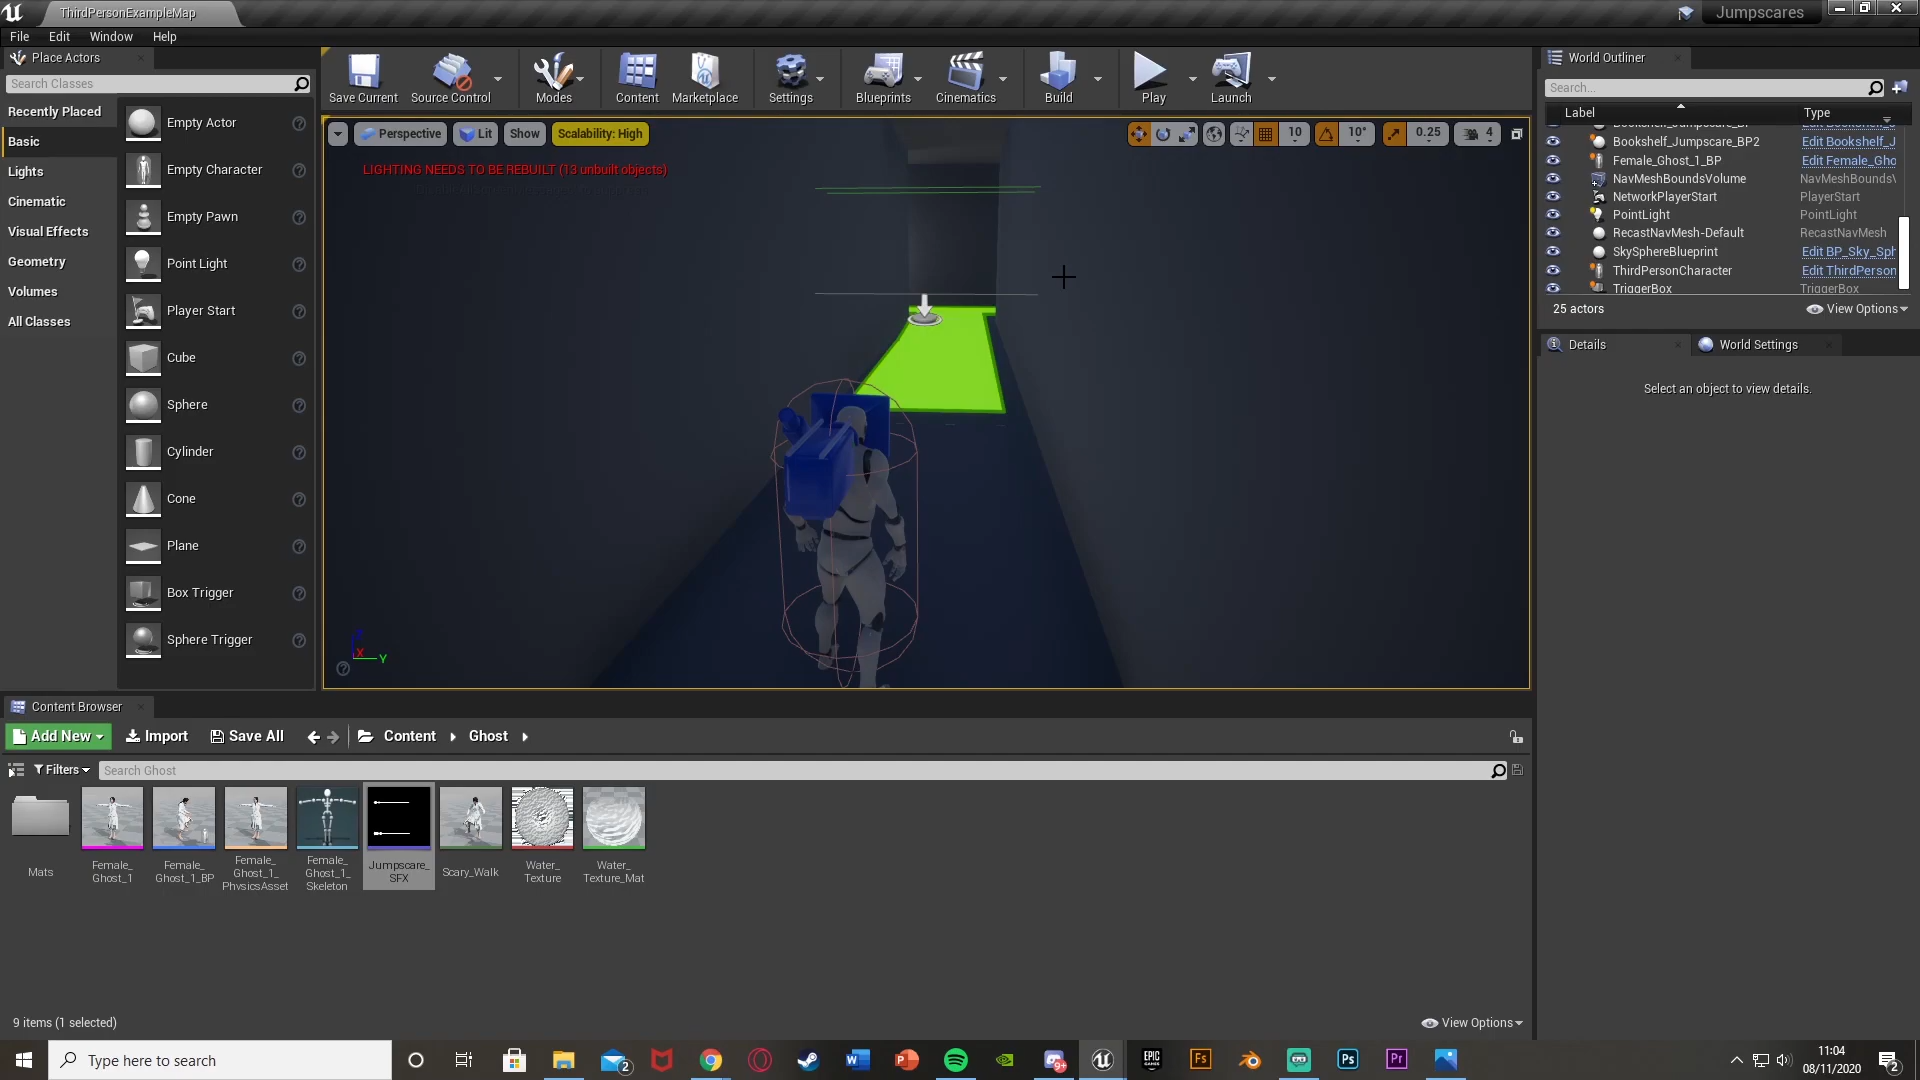 ThirdPersonExampleMap
Jumpscares
File Edit Window Help
Place Actors
Search Classes
Recently Placed
Basic
Lights
Cinematic
Visual Effects
Geometry
Volumes
All Classes
Empty Actor
Empty Character
Empty Pawn
Point Light
Player Start
Cube
Sphere
Cylinder
Cone
Plane
Box Trigger
Sphere Trigger
Save Current
Source Control
Modes
Content
Marketplace
Settings
Blueprints
Cinematics
Build
Play
Launch
Perspective
Lit
Show
Scalability: High
10
10°
0.25
4
LIGHTING NEEDS TO BE REBUILT (13 unbuilt objects)
X
Y
World Outliner
Search...
Label Type
Bookshelf_Jumpscare_BP2 Edit Bookshelf_J
Female_Ghost_1_BP Edit Female_Gho
NavMeshBoundsVolume NavMeshBoundsV
NetworkPlayerStart PlayerStart
PointLight PointLight
RecastNavMesh-Default RecastNavMesh
SkySphereBlueprint Edit BP_Sky_Sph
ThirdPersonCharacter Edit ThirdPerson
TriggerBox TriggerBox
25 actors
View Options
Details
World Settings
Select an object to view details.
Content Browser
Add New
Import
Save All
Content
Ghost
Filters
Search Ghost
Mats
Female_
Ghost_1
Female_
Ghost_1_BP
Female_
Ghost_1_
PhysicsAsset
Female_
Ghost_1_
Skeleton
Jumpscare_
SFX
Scary_Walk
Water_
Texture
Water_
Texture_Mat
9 items (1 selected)
View Options
Type here to search
2
W
P
9+
EPIC
GAMES
Fs
Ps
Pr
11:04
08/11/2020
2